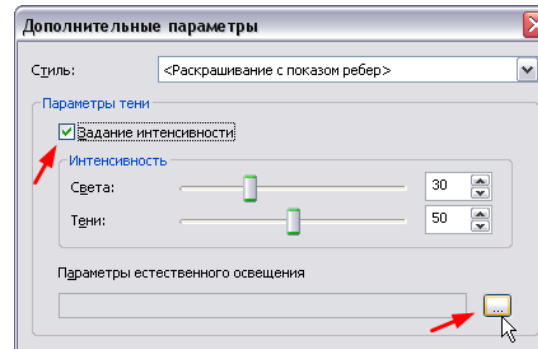 Дополнительные параметры
Стиль: <Раскрашивание с показом ребер>
Параметры тени
Задание интенсивности
Интенсивность
Света: 30
Тени: 50
Параметры естественного освещения
...